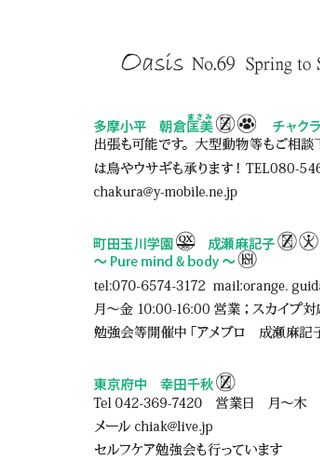 Oasis No.69 Spring to S
まさみ
多摩小平 朝倉匡美 チャクラ
出張も可能です。大型動物等もご相談下
は鳥やウサギも承ります！TEL080-546
chakura@y-mobile.ne.jp
町田玉川学園 QX 成瀬麻記子
～ Pure mind & body ～
tel:070-6574-3172 mail:orange. guida
月～金 10:00-16:00 営業；スカイプ対応
勉強会等開催中「アメブロ 成瀬麻記子
東京府中 幸田千秋
Tel 042-369-7420 営業日 月～木
メール chiak@live.jp
セルフケア勉強会も行っています